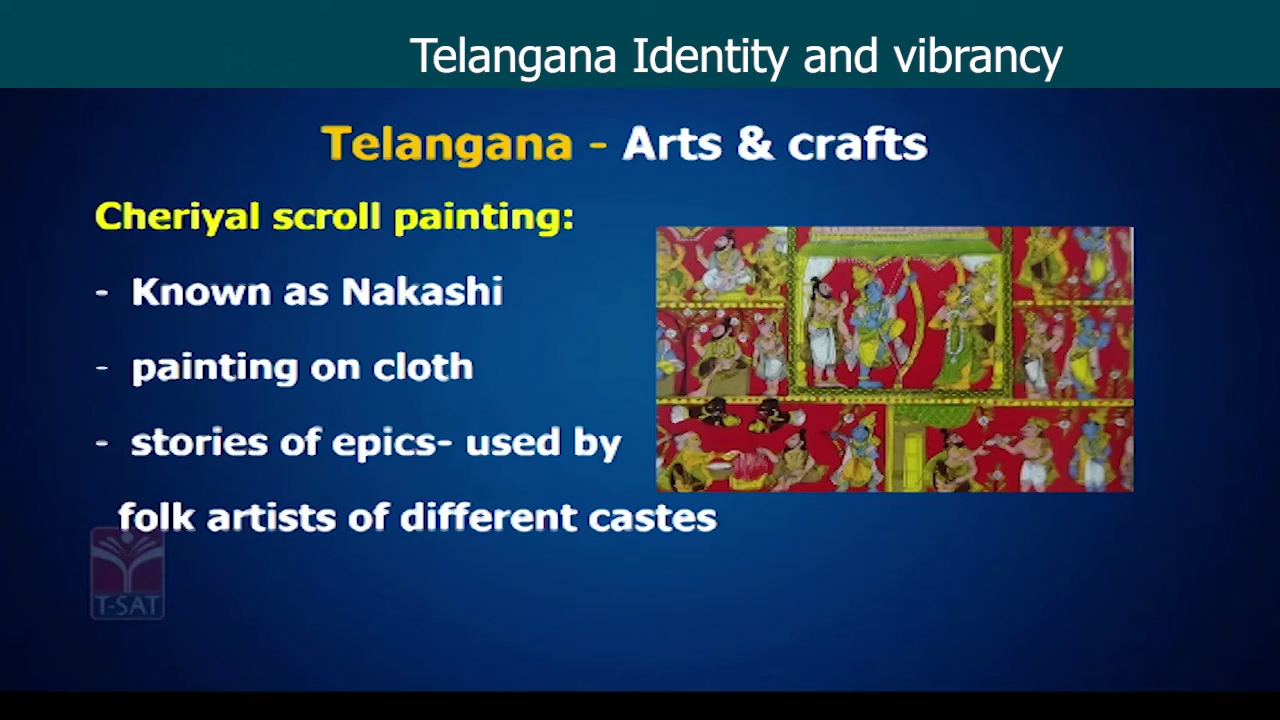 Telangana Identity and vibrancy
Telangana - Arts & crafts
Cheriyal scroll painting:
- Known as Nakashi
- painting on cloth
- stories of epics- used by
folk artists of different castes
T-SAT